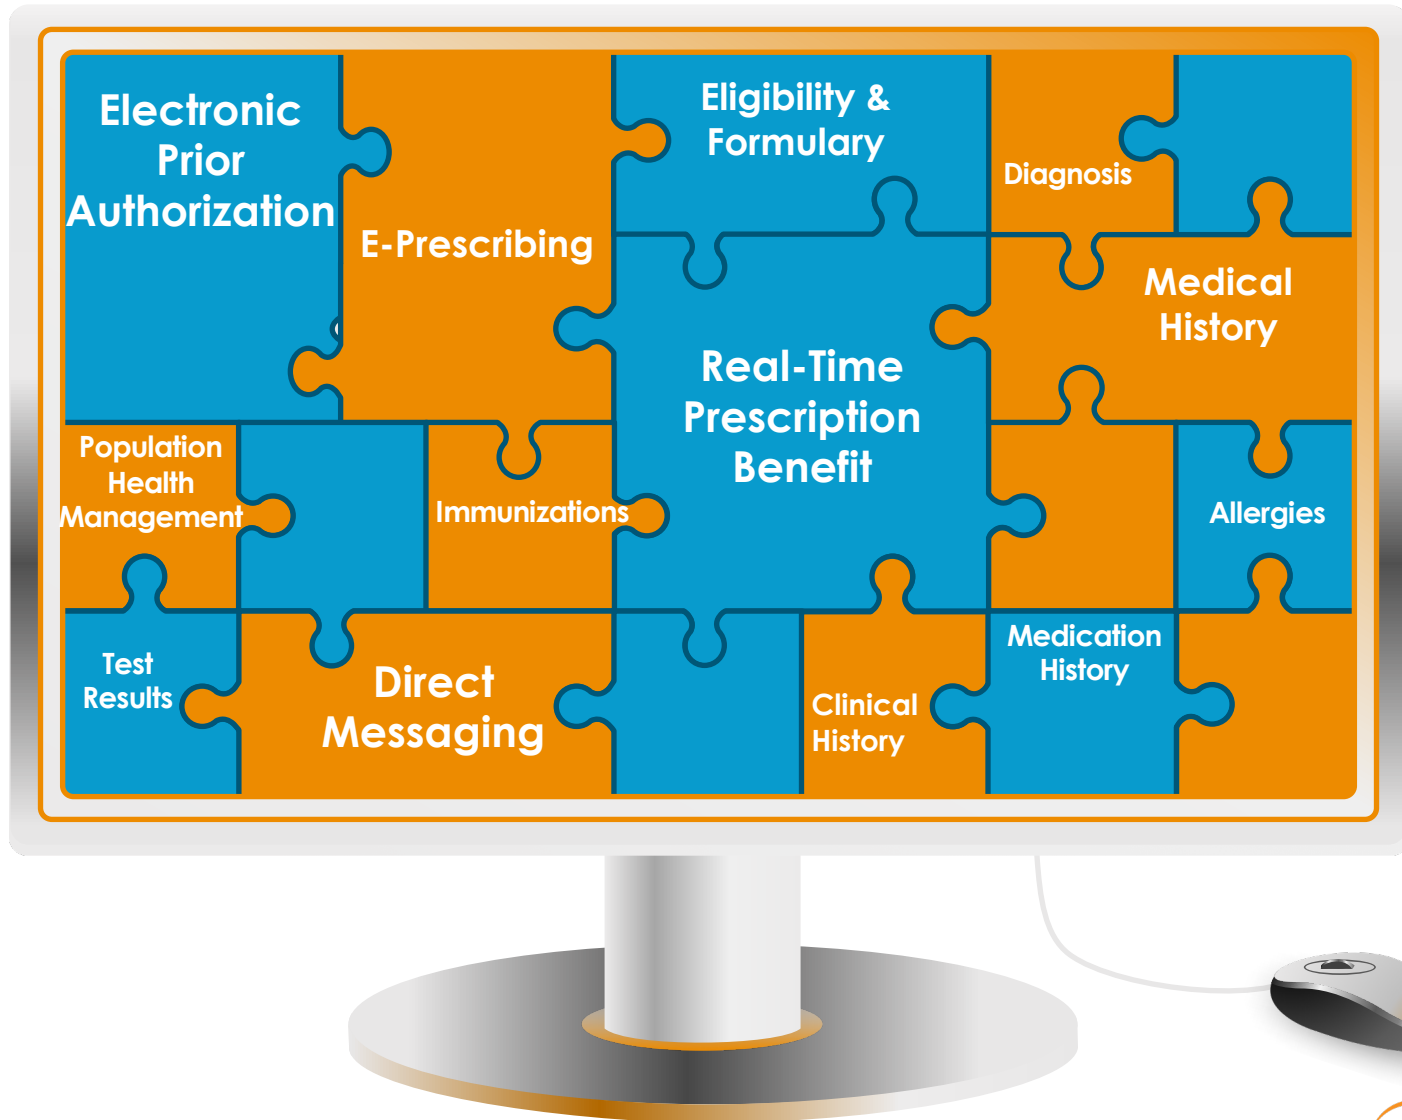 Electronic
Prior
Authorization
E-Prescribing
Eligibility &
Formulary
Diagnosis
Medical
History
Real-Time
Prescription
Benefit
Population
Health
Management
Immunizations
Allergies
Test
Results
Direct
Messaging
Clinical
History
Medication
History